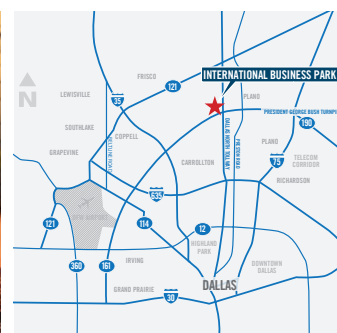 FRISCO
INTERNATIONAL BUSINESS PARK
121
LEWISVILLE
35
PLANO
N
PRESIDENT GEORGE BUSH TURNPI
190
SOUTHLAKE
COPPELL
DALLAS NORTH TOLLWAY
PLANO
GRAPEVINE
CARROLLTON
75
TELECOM
CORRIDOR
RICHARDSON
635
121
114
12
HIGHLAND
PARK
360
161
IRVING
DOWNTOWN
DALLAS
DALLAS
GRAND PRAIRIE
30